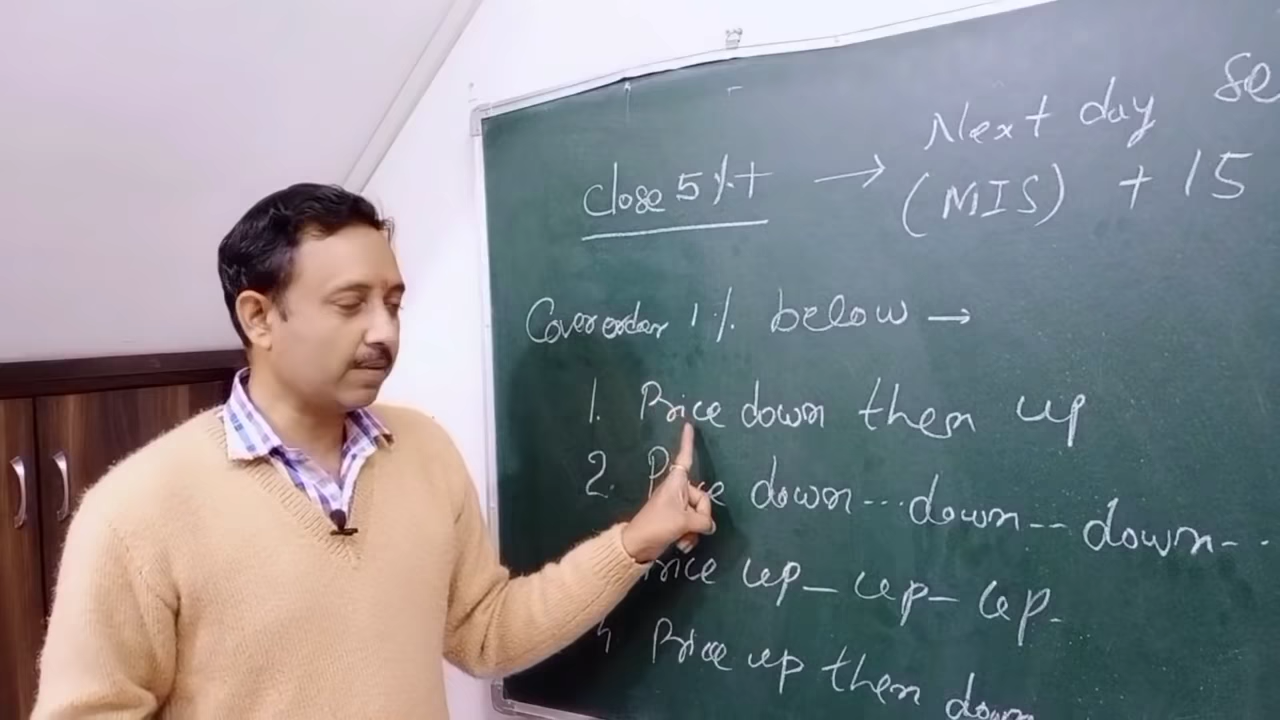 Next day Se
close 5%+ → (MIS) + 15
Cover order 1% below →
1. Price down then up
2. Price down... down-- down-..
Price up - up - up.
4. Price up then down